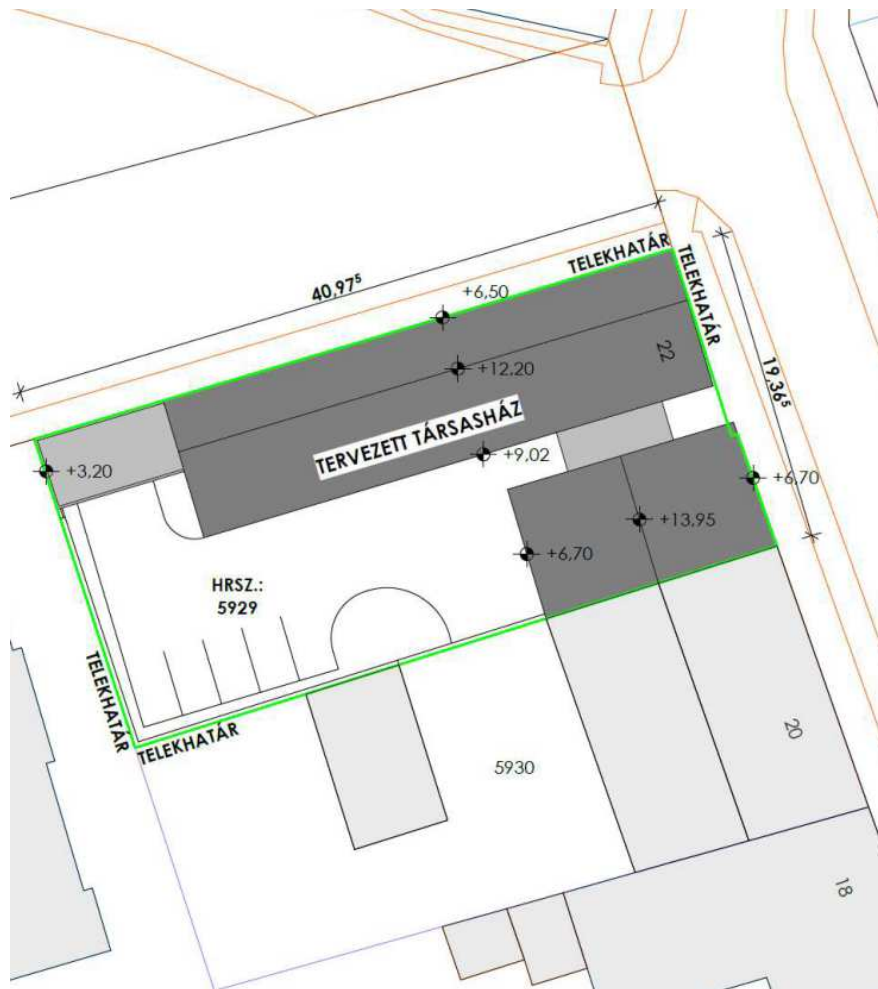 TELEKHATÁR
TELEKHATÁR
40,97⁵
+6,50
22
+12,20
19,36⁵
TERVEZETT TÁRSASHÁZ
+9,02
+3,20
+6,70
+13,95
+6,70
HRSZ.:
5929
TELEKHATÁR
TELEKHATÁR
5930
20
18